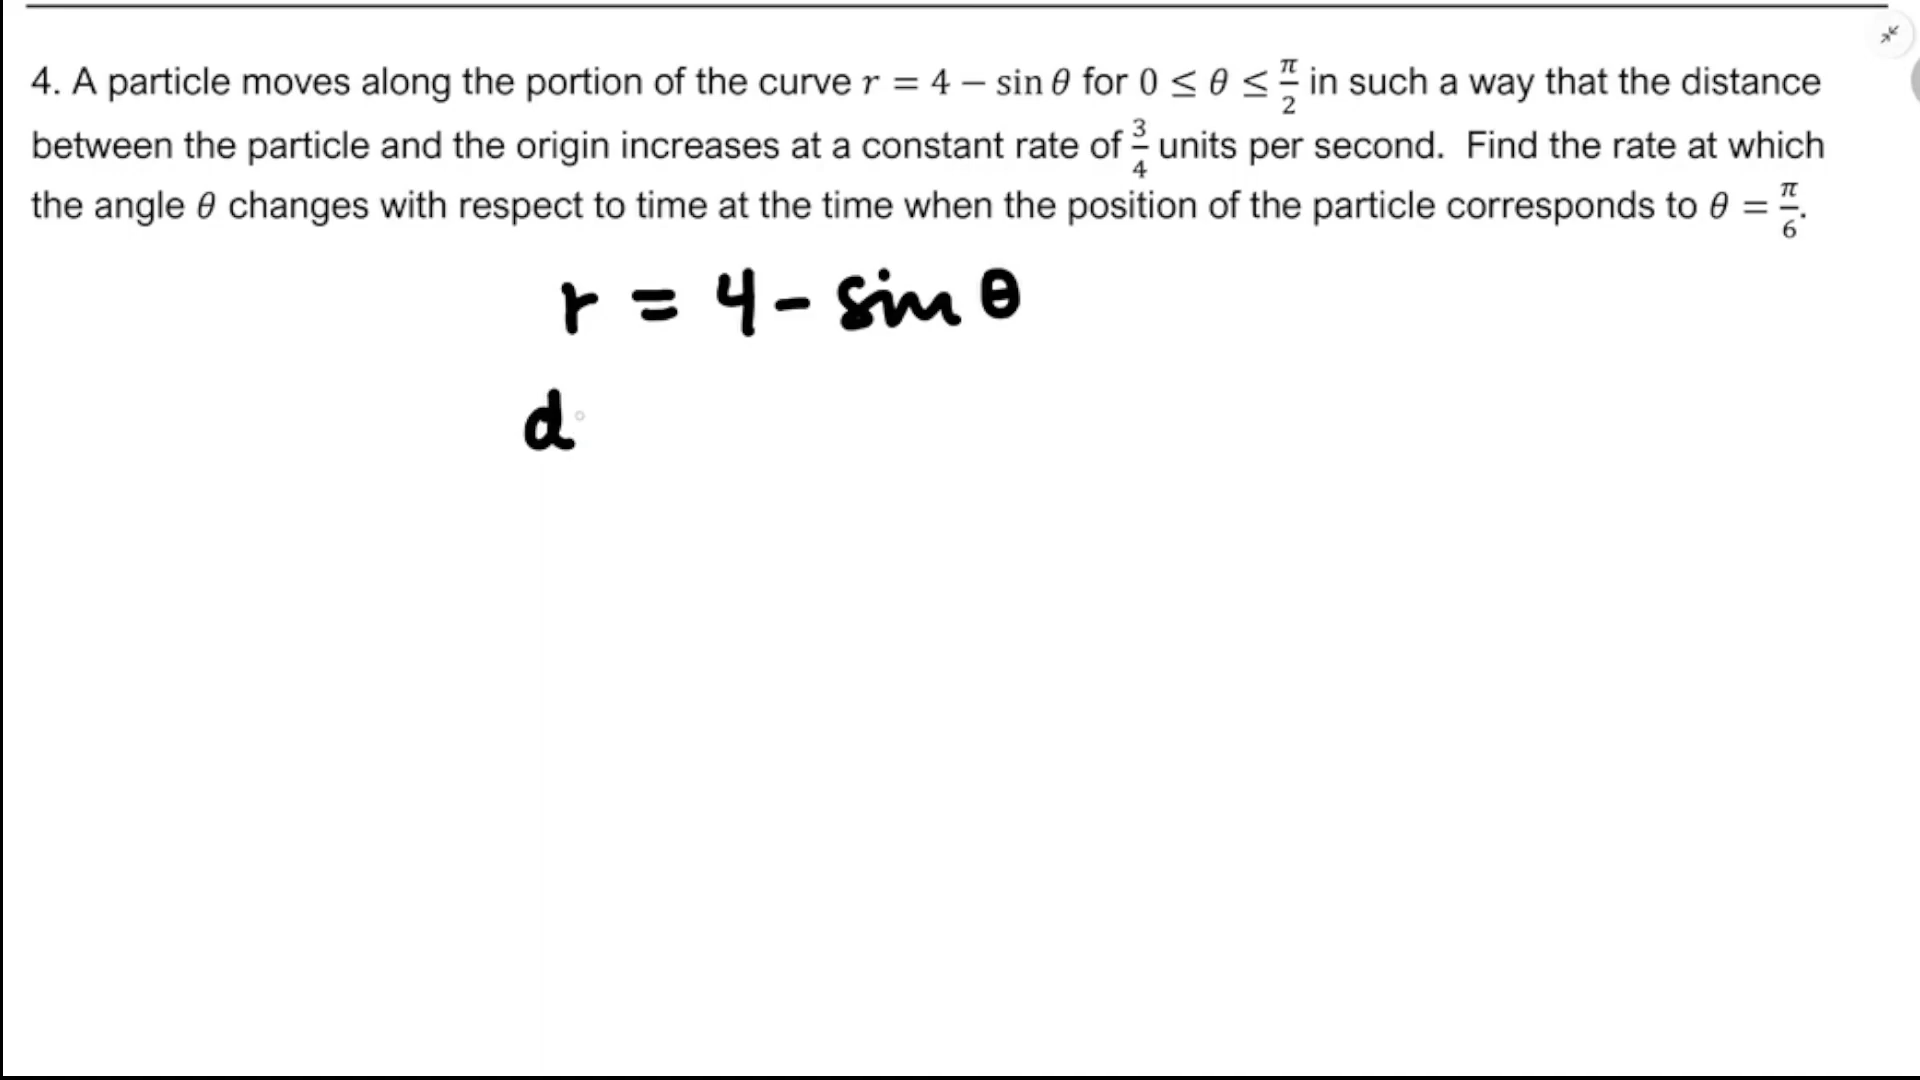 4. A particle moves along the portion of the curve r = 4 − sin θ for 0 ≤ θ ≤ π/2 in such a way that the distance
between the particle and the origin increases at a constant rate of 3/4 units per second. Find the rate at which
the angle θ changes with respect to time at the time when the position of the particle corresponds to θ = π/6.
r = 4 - sin θ
d